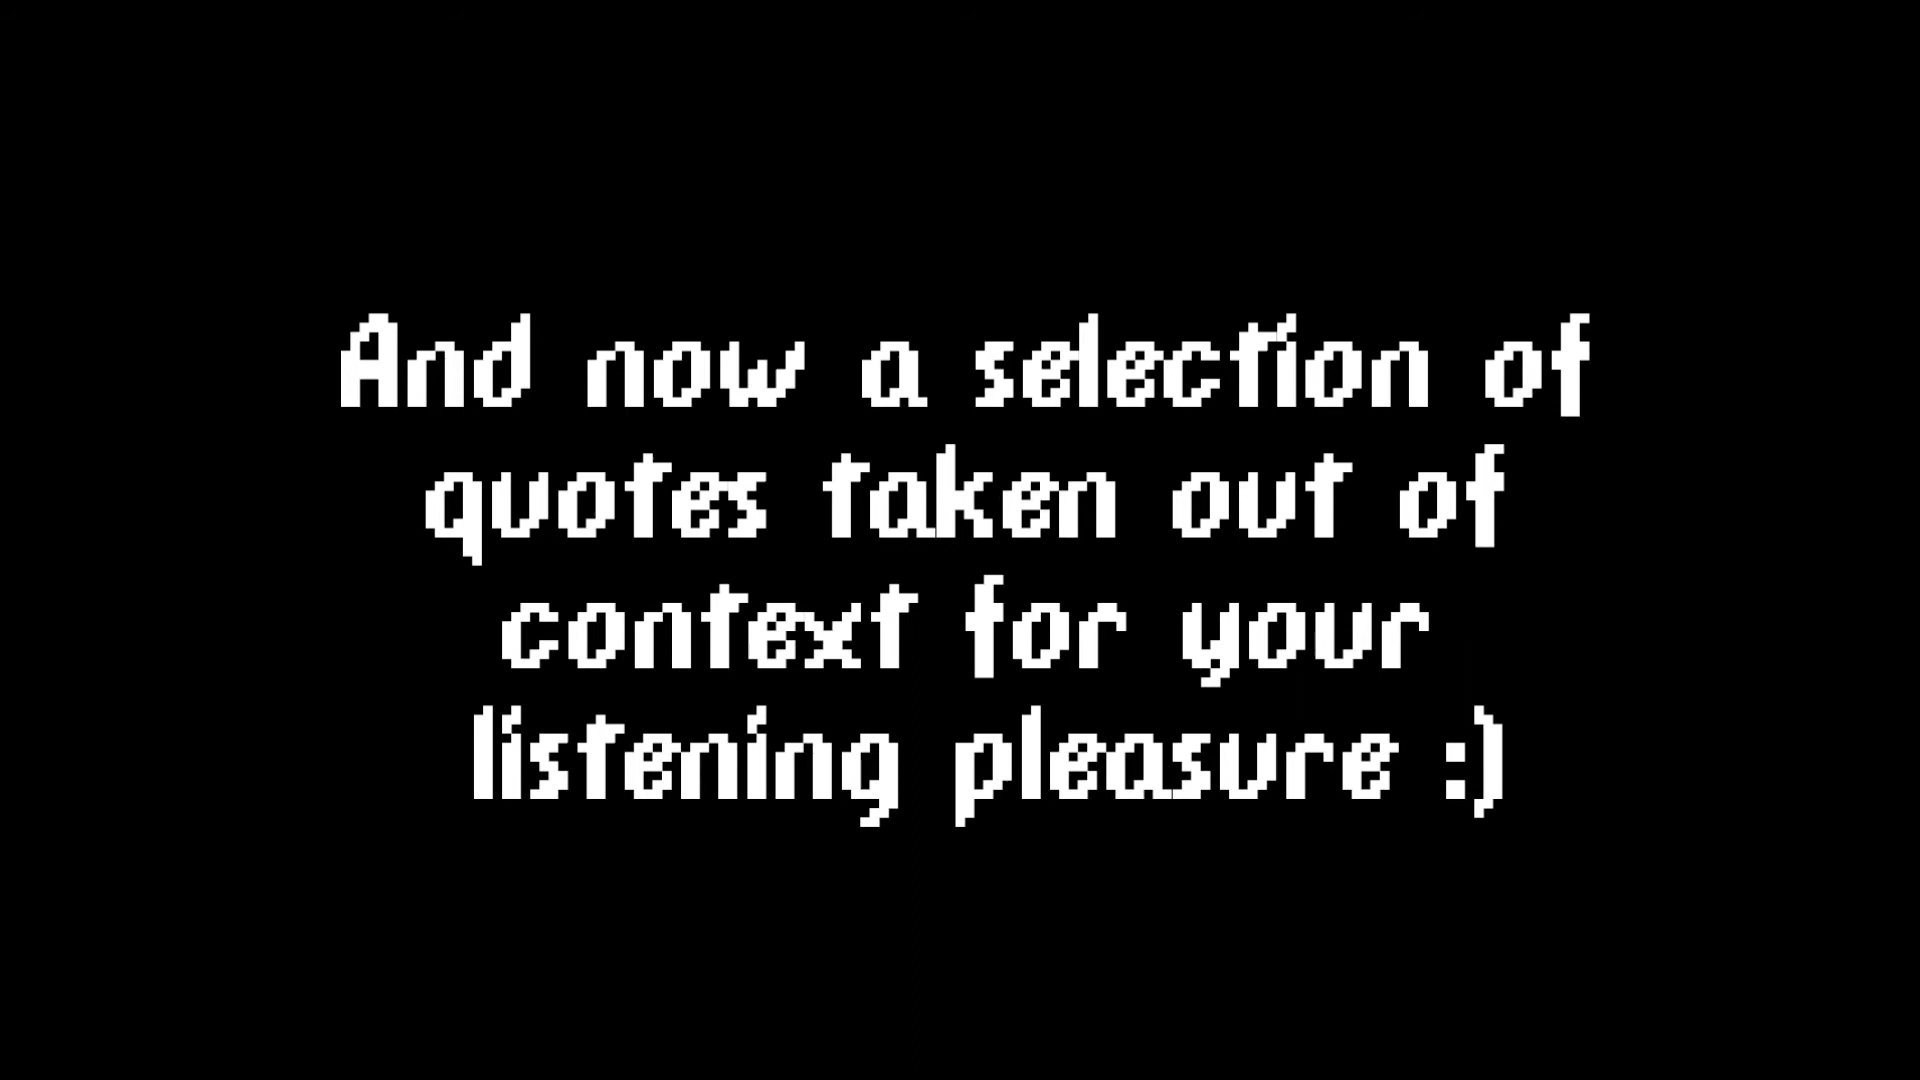 And now a selection of
quotes taken out of
context for your
listening pleasure :)